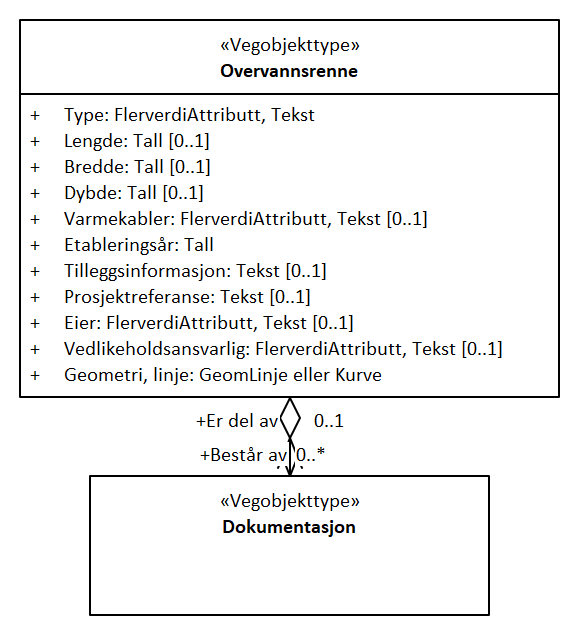 «Vegobjekttype»
Overvannsrenne
+ Type: FlerverdiAttributt, Tekst
+ Lengde: Tall [0..1]
+ Bredde: Tall [0..1]
+ Dybde: Tall [0..1]
+ Varmekabler: FlerverdiAttributt, Tekst [0..1]
+ Etableringsår: Tall
+ Tilleggsinformasjon: Tekst [0..1]
+ Prosjektreferanse: Tekst [0..1]
+ Eier: FlerverdiAttributt, Tekst [0..1]
+ Vedlikeholdsansvarlig: FlerverdiAttributt, Tekst [0..1]
+ Geometri, linje: GeomLinje eller Kurve
+Er del av 0..1
+Består av 0..*
«Vegobjekttype»
Dokumentasjon